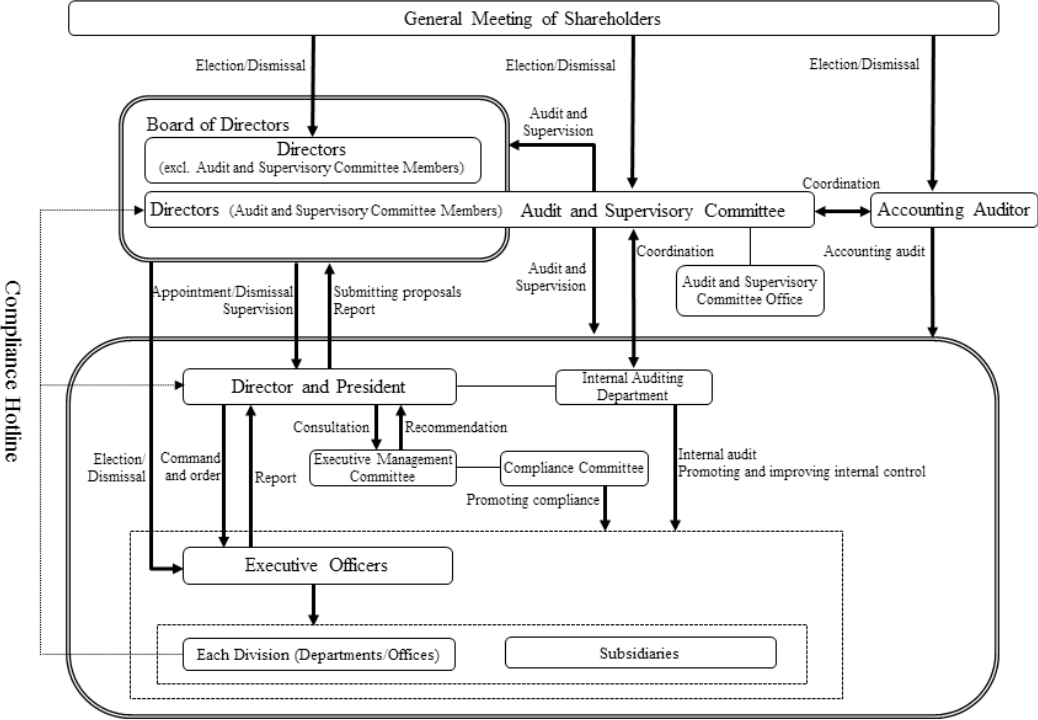 General Meeting of Shareholders
Election/Dismissal
Election/Dismissal
Election/Dismissal
Board of Directors
Directors
(excl. Audit and Supervisory Committee Members)
Audit and
Supervision
Directors (Audit and Supervisory Committee Members)
Audit and Supervisory Committee
Coordination
Accounting Auditor
Coordination
Accounting audit
Audit and
Supervision
Audit and Supervisory
Committee Office
Appointment/Dismissal
Supervision
Submitting proposals
Report
Compliance Hotline
Director and President
Internal Auditing
Department
Consultation
Recommendation
Election/
Dismissal
Command
and order
Report
Executive Management
Committee
Compliance Committee
Internal audit
Promoting and improving internal control
Promoting compliance
Executive Officers
Each Division (Departments/Offices)
Subsidiaries